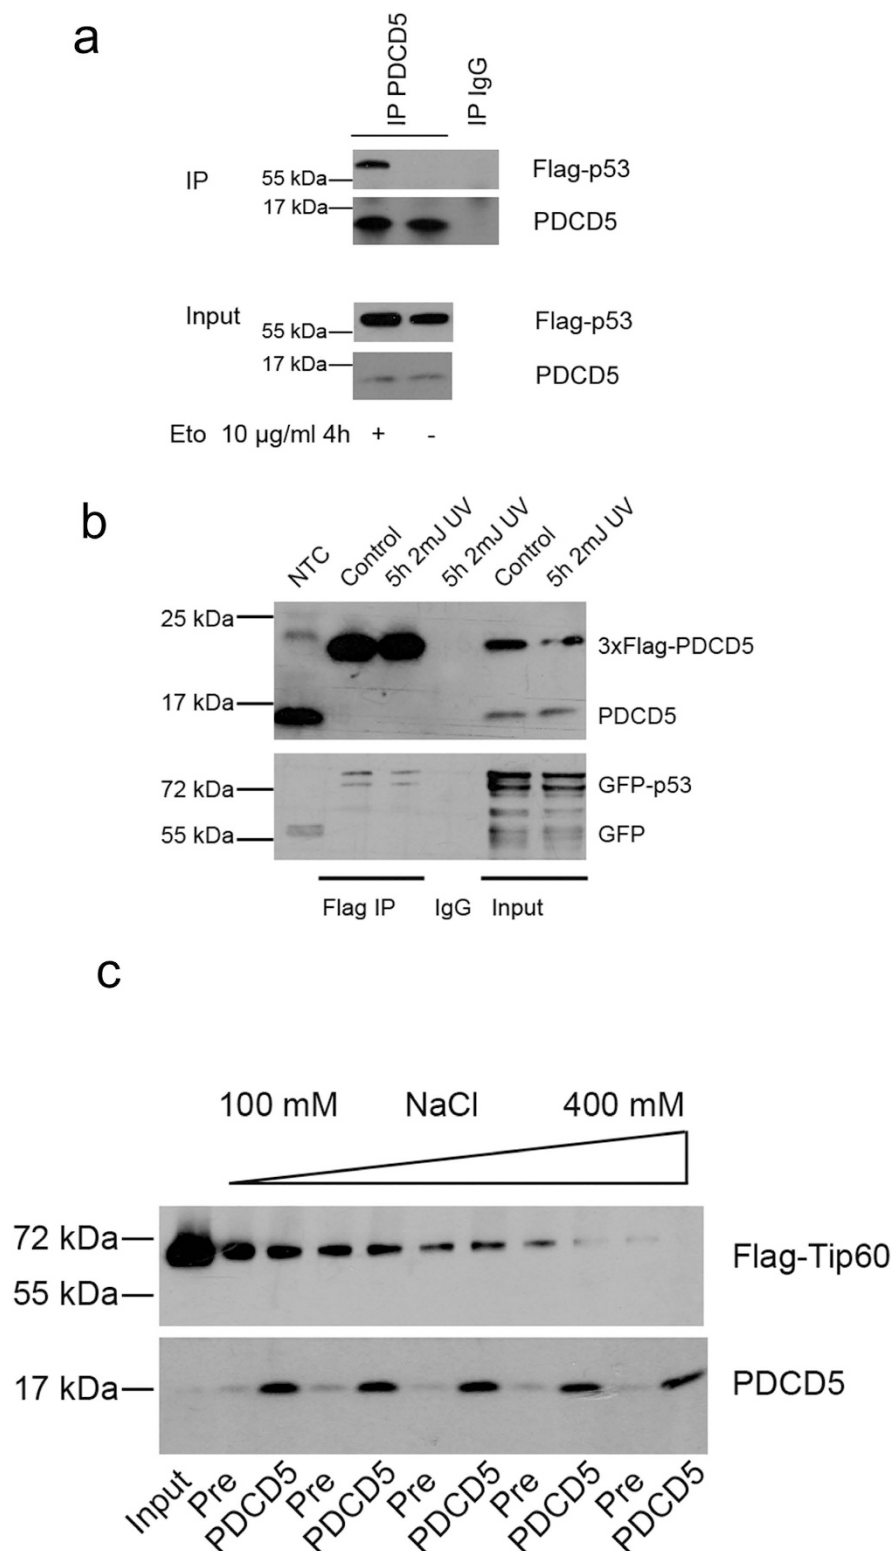 a
IP PDCD5
IP IgG
IP
55 kDa
Flag-p53
17 kDa
PDCD5
Input
55 kDa
Flag-p53
17 kDa
PDCD5
Eto 10 µg/ml 4h + -
b
NTC
Control
5h 2mJ UV
5h 2mJ UV
Control
5h 2mJ UV
25 kDa
3xFlag-PDCD5
17 kDa
PDCD5
72 kDa
GFP-p53
55 kDa
GFP
Flag IP IgG Input
c
100 mM NaCl 400 mM
72 kDa
Flag-Tip60
55 kDa
17 kDa
PDCD5
Input
Pre
PDCD5
Pre
PDCD5
Pre
PDCD5
Pre
PDCD5
Pre
PDCD5